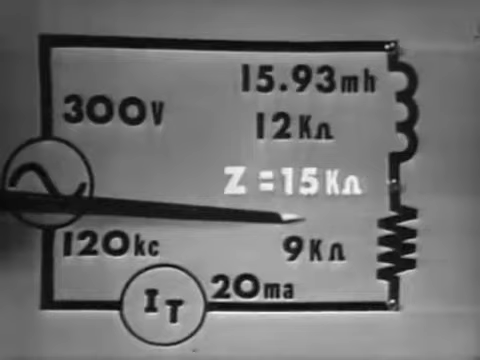 15.93mh
300V
12KΩ
Z = 15KΩ
120kc
9KΩ
20ma
IT